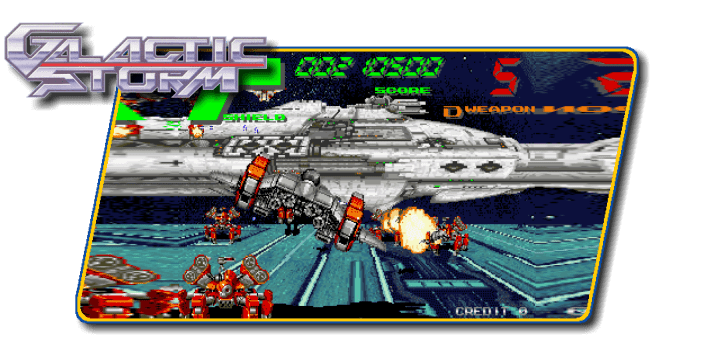 GALACTIC
STORM
002 10500
SCORE
SHIELD
WEAPON
CREDIT 0